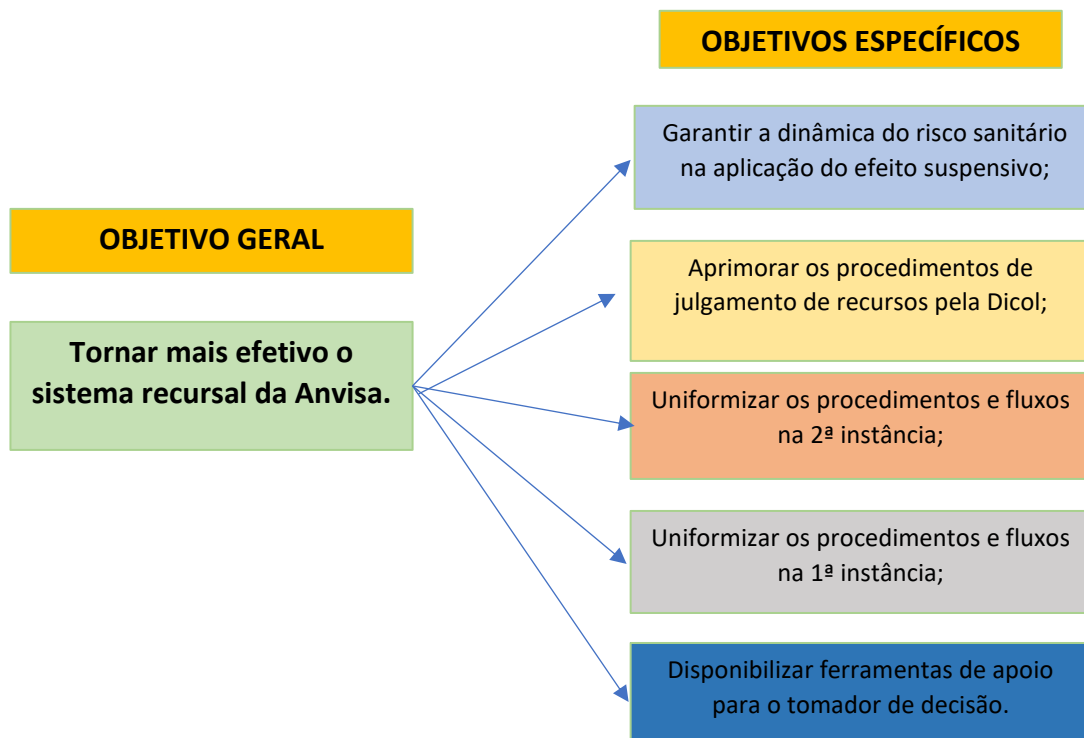 OBJETIVO GERAL
Tornar mais efetivo o
sistema recursal da Anvisa.
OBJETIVOS ESPECÍFICOS
Garantir a dinâmica do risco sanitário
na aplicação do efeito suspensivo;
Aprimorar os procedimentos de
julgamento de recursos pela Dicol;
Uniformizar os procedimentos e fluxos
na 2ª instância;
Uniformizar os procedimentos e fluxos
na 1ª instância;
Disponibilizar ferramentas de apoio
para o tomador de decisão.